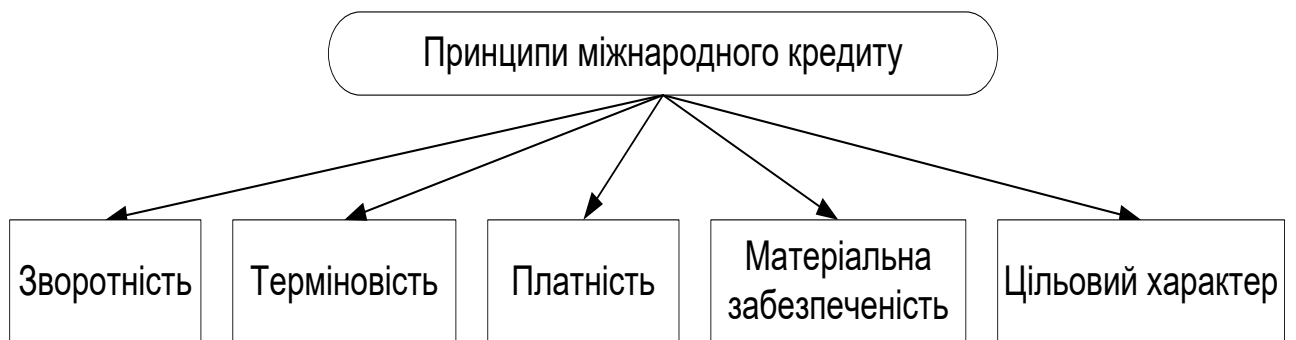 Принципи міжнародного кредиту
Зворотність
Терміновість
Платність
Матеріальна
забезпеченість
Цільовий характер